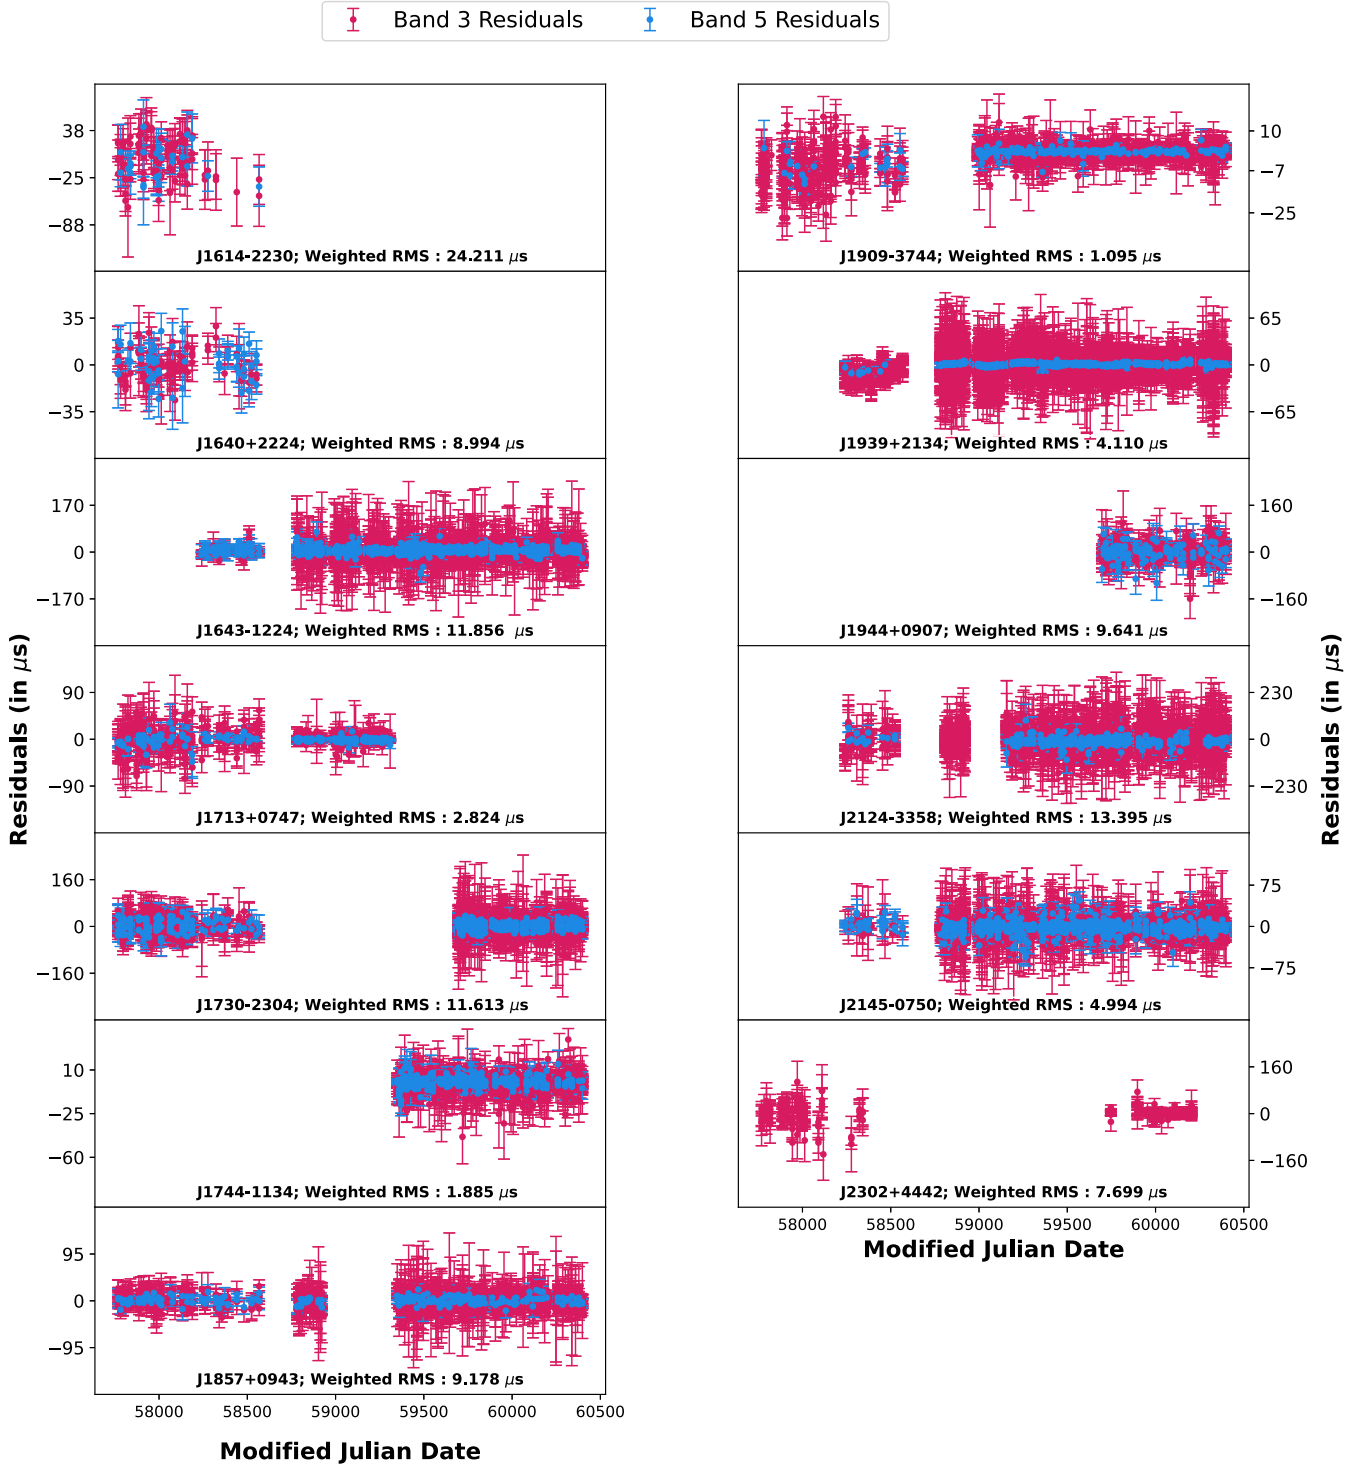 Band 3 Residuals Band 5 Residuals
38
−25
−88
J1614-2230; Weighted RMS : 24.211 μs
35
0
−35
J1640+2224; Weighted RMS : 8.994 μs
170
0
−170
J1643-1224; Weighted RMS : 11.856 μs
90
0
−90
J1713+0747; Weighted RMS : 2.824 μs
160
0
−160
J1730-2304; Weighted RMS : 11.613 μs
10
−25
−60
J1744-1134; Weighted RMS : 1.885 μs
95
0
−95
J1857+0943; Weighted RMS : 9.178 μs
58000 58500 59000 59500 60000 60500
Modified Julian Date
Residuals (in μs)
10
−7
−25
J1909-3744; Weighted RMS : 1.095 μs
65
0
−65
J1939+2134; Weighted RMS : 4.110 μs
160
0
−160
J1944+0907; Weighted RMS : 9.641 μs
230
0
−230
J2124-3358; Weighted RMS : 13.395 μs
75
0
−75
J2145-0750; Weighted RMS : 4.994 μs
160
0
−160
J2302+4442; Weighted RMS : 7.699 μs
58000 58500 59000 59500 60000 60500
Modified Julian Date
Residuals (in μs)